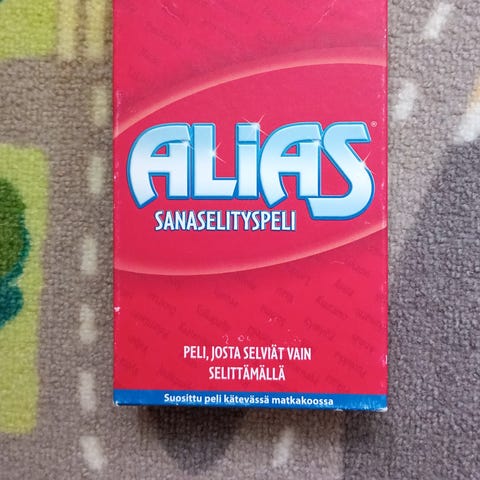 ALiAS®
SANASELITYSPELI
PELI, JOSTA SELVIÄT VAIN
SELITTÄMÄLLÄ
Suosittu peli kätevässä matkakoossa